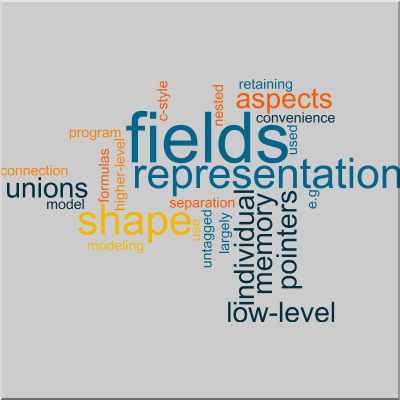 retaining
c-style
nested
aspects
convenience
program
fields
used
formulas
higher-level
connection
representation
unions
model
e.g
separation
shape
use
untagged
largely
individual
memory
pointers
modeling
low-level